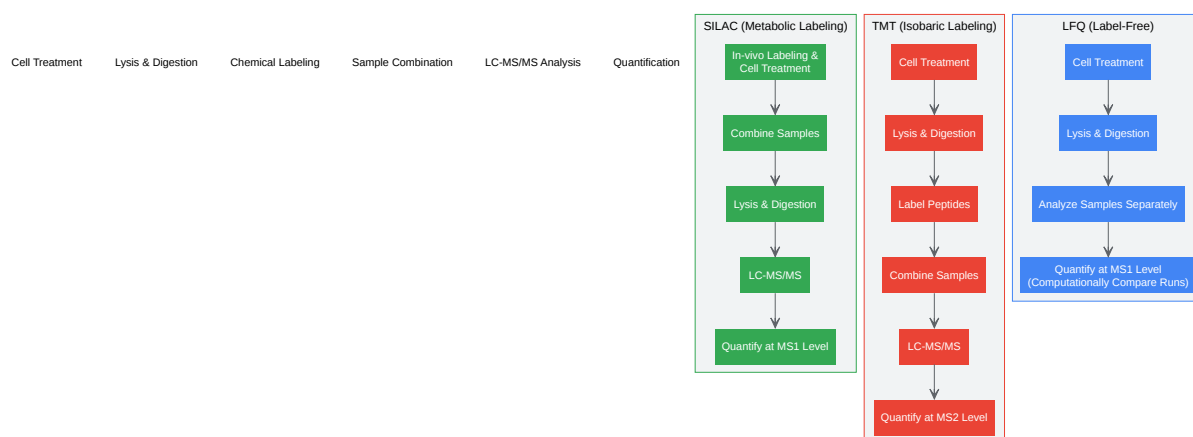 Cell Treatment
Lysis & Digestion
Chemical Labeling
Sample Combination
LC-MS/MS Analysis
Quantification
SILAC (Metabolic Labeling)
In-vivo Labeling &
Cell Treatment
Combine Samples
Lysis & Digestion
LC-MS/MS
Quantify at MS1 Level
TMT (Isobaric Labeling)
Cell Treatment
Lysis & Digestion
Label Peptides
Combine Samples
LC-MS/MS
Quantify at MS2 Level
LFQ (Label-Free)
Cell Treatment
Lysis & Digestion
Analyze Samples Separately
Quantify at MS1 Level
(Computationally Compare Runs)